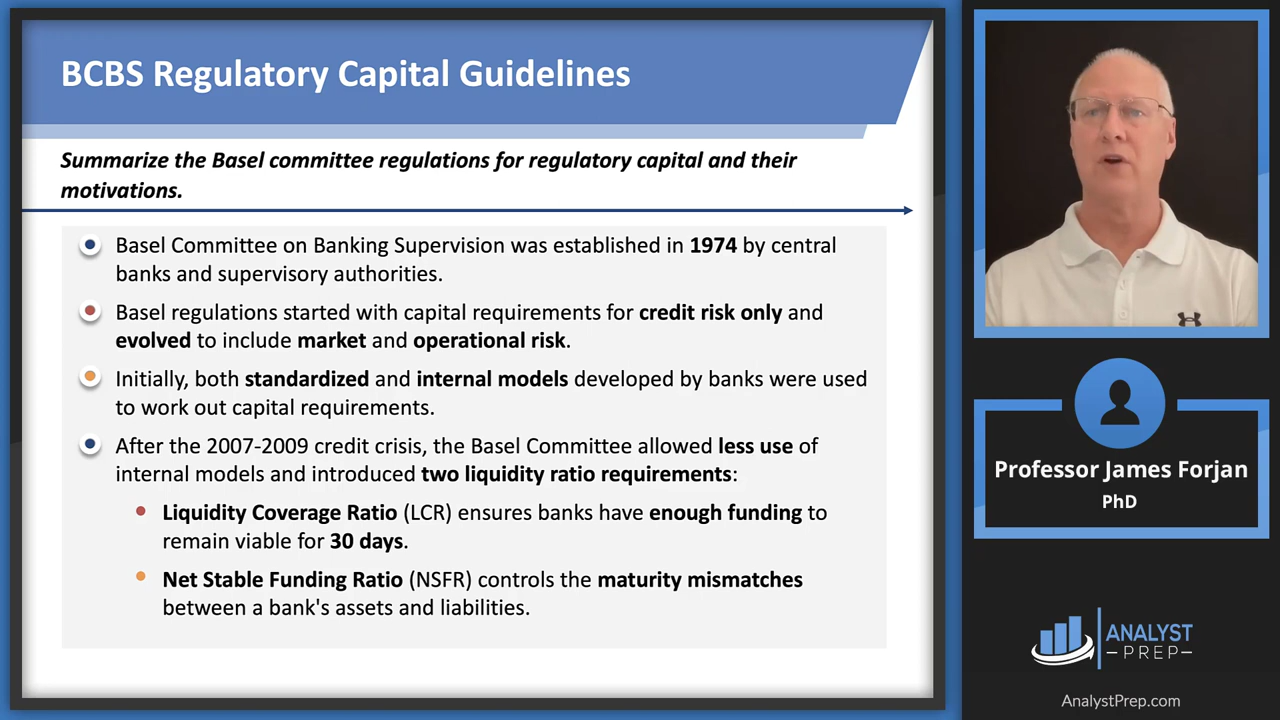 BCBS Regulatory Capital Guidelines
Summarize the Basel committee regulations for regulatory capital and their
motivations.
Basel Committee on Banking Supervision was established in 1974 by central
banks and supervisory authorities.
Basel regulations started with capital requirements for credit risk only and
evolved to include market and operational risk.
Initially, both standardized and internal models developed by banks were used
to work out capital requirements.
After the 2007-2009 credit crisis, the Basel Committee allowed less use of
internal models and introduced two liquidity ratio requirements:
Liquidity Coverage Ratio (LCR) ensures banks have enough funding to
remain viable for 30 days.
Net Stable Funding Ratio (NSFR) controls the maturity mismatches
between a bank's assets and liabilities.
Professor James Forjan
PhD
ANALYST
PREP
AnalystPrep.com